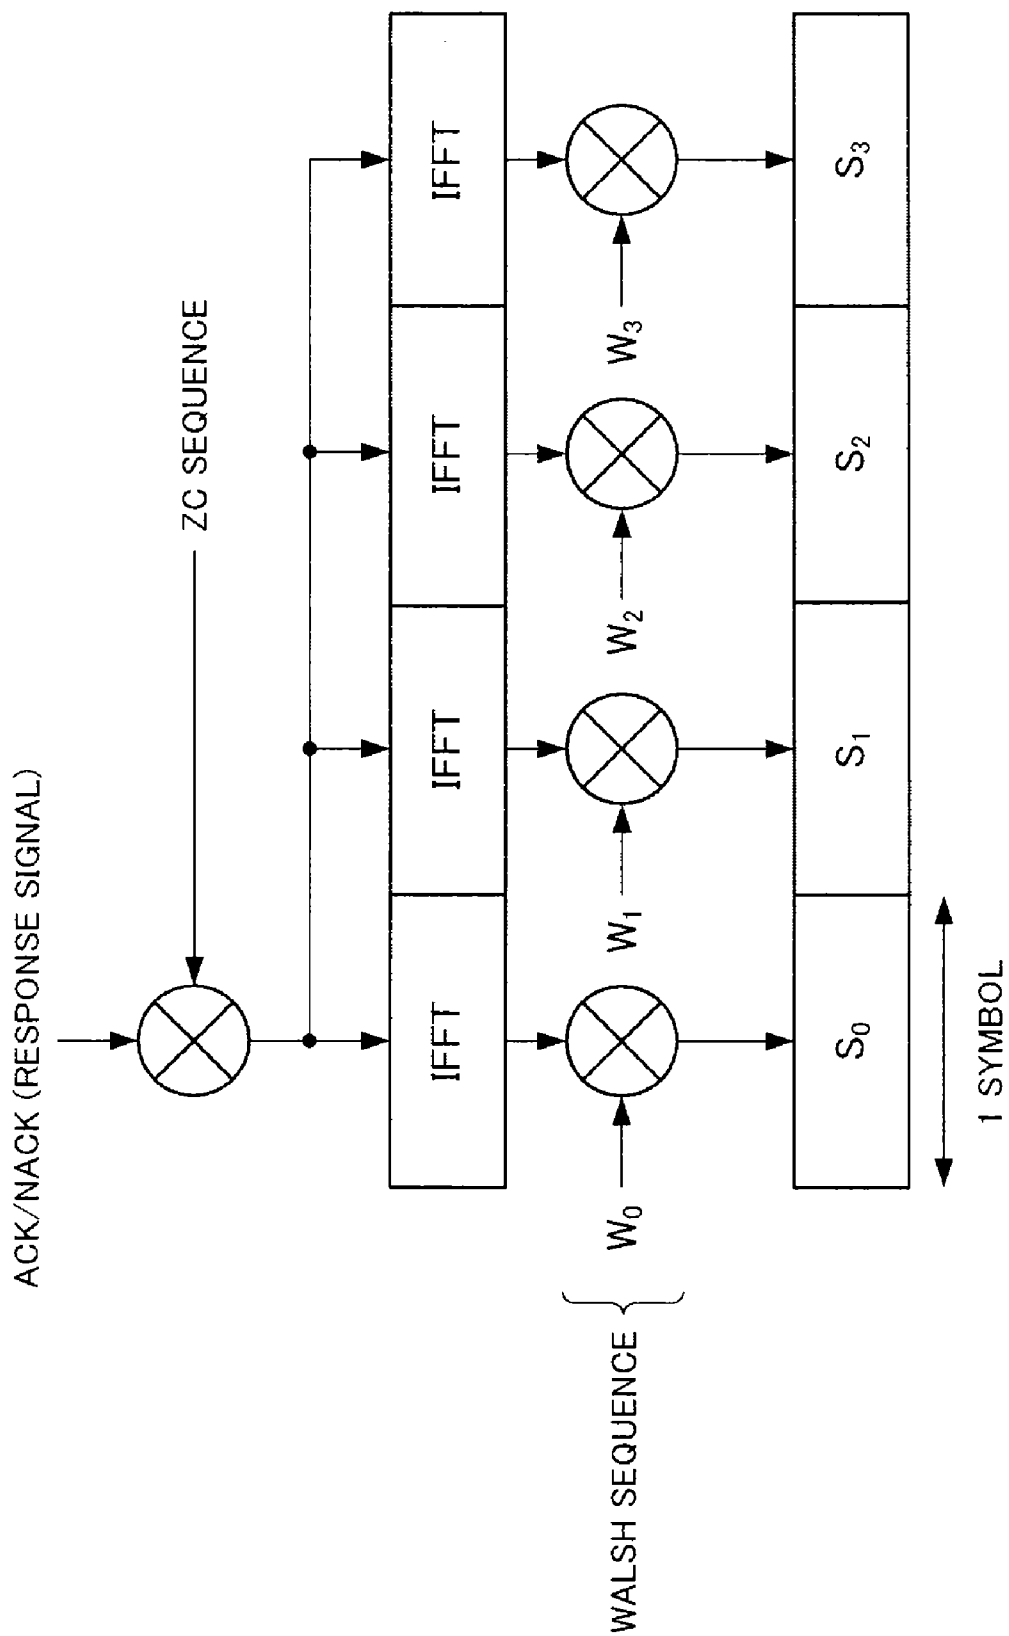 ACK/NACK (RESPONSE SIGNAL)
ZC SEQUENCE
IFFT
IFFT
IFFT
IFFT
WALSH SEQUENCE
W0
W1
W2
W3
S0
S1
S2
S3
1 SYMBOL